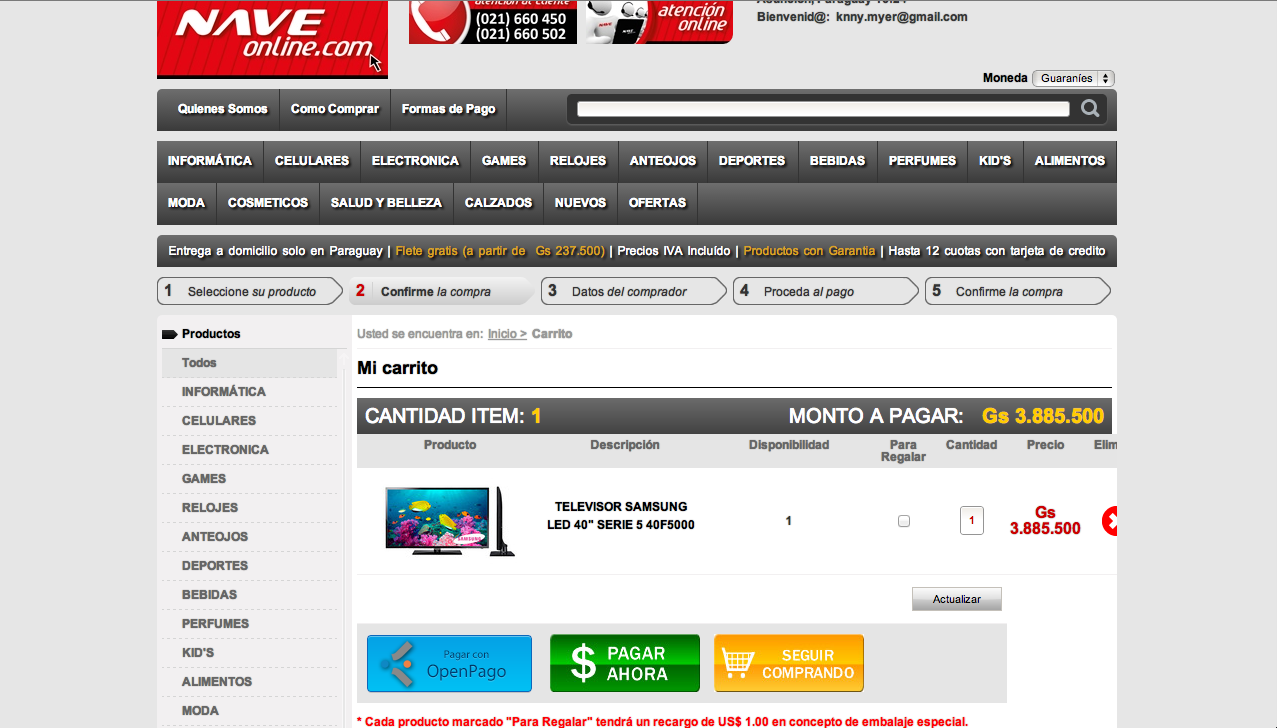 NAVE
online.com
(021) 660 450
(021) 660 502
atención
online
Bienvenid@: knny.myer@gmail.com
Moneda Guaraníes
Quienes Somos Como Comprar Formas de Pago
INFORMÁTICA CELULARES ELECTRONICA GAMES RELOJES ANTEOJOS DEPORTES BEBIDAS PERFUMES KID'S ALIMENTOS
MODA COSMETICOS SALUD Y BELLEZA CALZADOS NUEVOS OFERTAS
Entrega a domicilio solo en Paraguay | Flete gratis (a partir de Gs 237.500) | Precios IVA Incluído | Productos con Garantia | Hasta 12 cuotas con tarjeta de credito
1 Seleccione su producto 2 Confirme la compra 3 Datos del comprador 4 Proceda al pago 5 Confirme la compra
Productos
Todos
INFORMÁTICA
CELULARES
ELECTRONICA
GAMES
RELOJES
ANTEOJOS
DEPORTES
BEBIDAS
PERFUMES
KID'S
ALIMENTOS
MODA
Usted se encuentra en: Inicio > Carrito
Mi carrito
CANTIDAD ITEM: 1 MONTO A PAGAR: Gs 3.885.500
Producto Descripción Disponibilidad Para Regalar Cantidad Precio Elim
TELEVISOR SAMSUNG
LED 40" SERIE 5 40F5000
1
1
Gs
3.885.500
SAMSUNG
Actualizar
Pagar con
OpenPago
$ PAGAR
AHORA
SEGUIR
COMPRANDO
* Cada producto marcado "Para Regalar" tendrá un recargo de US$ 1.00 en concepto de embalaje especial.